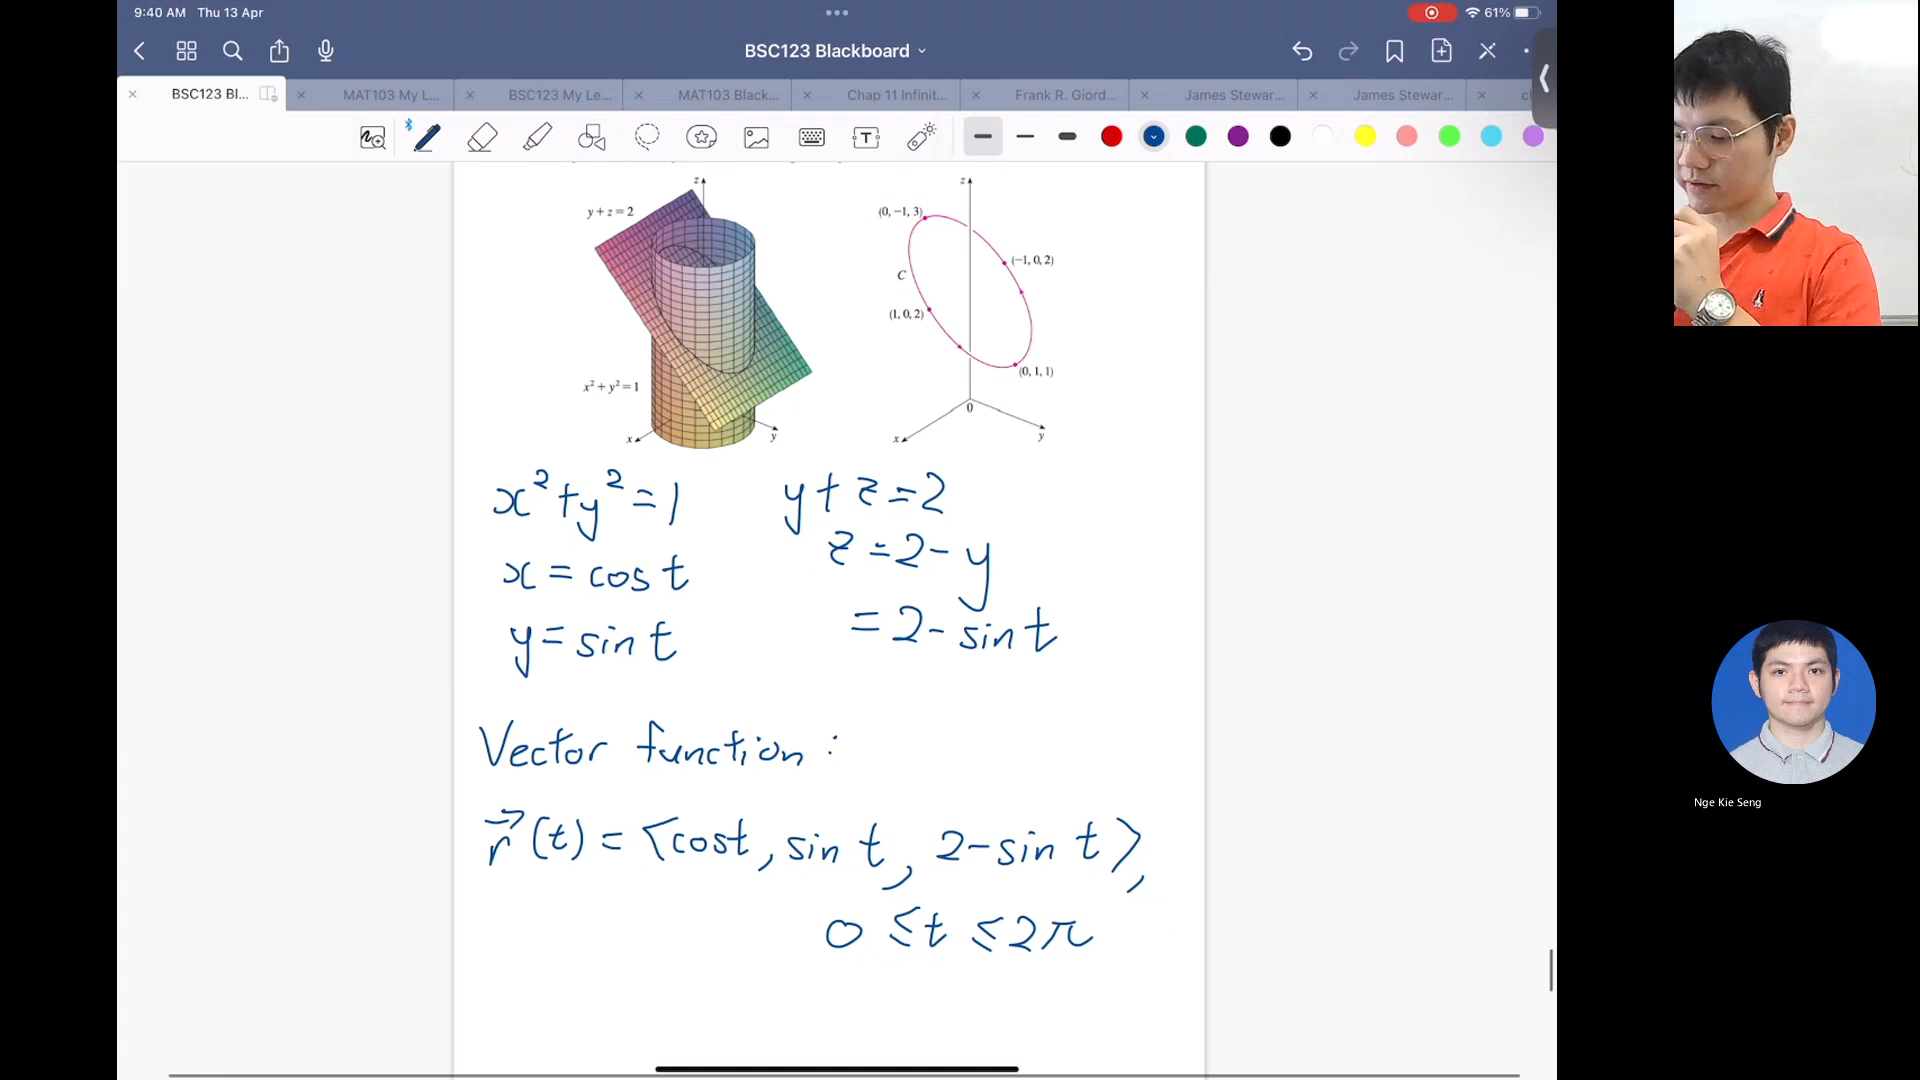 9:40 AM Thu 13 Apr
61%
BSC123 Blackboard
BSC123 Bl...
MAT103 My L...
BSC123 My Le...
MAT103 Black...
Chap 11 Infinit...
Frank R. Giord...
James Stewar...
James Stewar...
T
z
y + z = 2
x² + y² = 1
x
y
z
(0, −1, 3)
(−1, 0, 2)
C
(1, 0, 2)
(0, 1, 1)
0
x
y
x² + y² = 1
y + z = 2
z = 2 - y
x = cos t
= 2 - sin t
y = sin t
Vector function :
r⃗(t) = ⟨cos t, sin t, 2 - sin t⟩,
0 ≤ t ≤ 2π
Nge Kie Seng